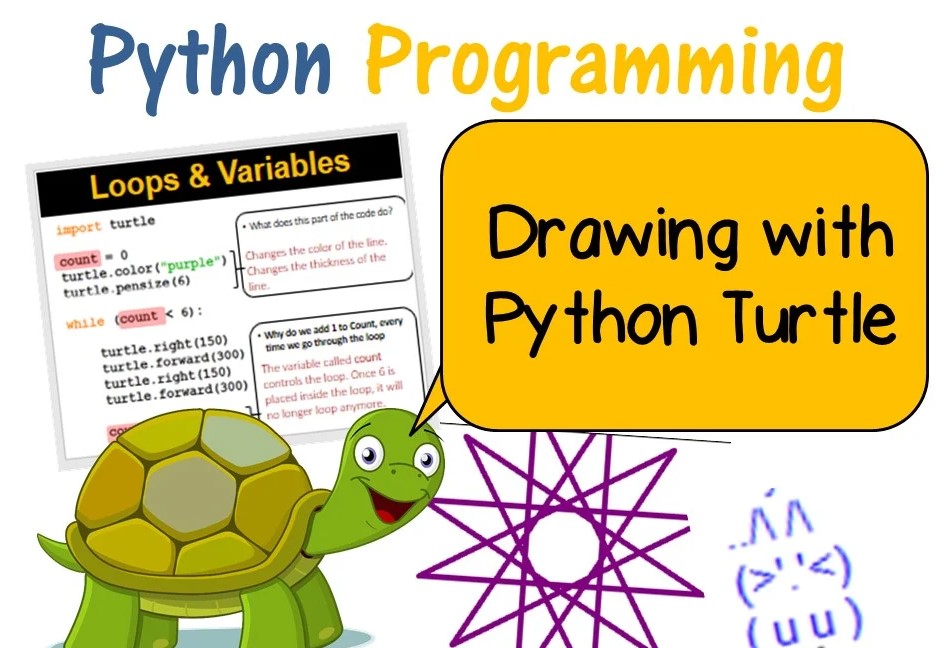 Python Programming
Loops & Variables
import turtle
count = 0
turtle.color("purple")
turtle.pensize(6)
while (count < 6):
turtle.right(150)
turtle.forward(300)
turtle.right(150)
turtle.forward(300)
• What does this part of the code do?
Changes the color of the line.
Changes the thickness of the
line.
• Why do we add 1 to Count, every
time we go through the loop
The variable called count
controls the loop. Once 6 is
placed inside the loop, it will
no longer loop anymore.
Drawing with
Python Turtle
(>'.'<)
(uu)